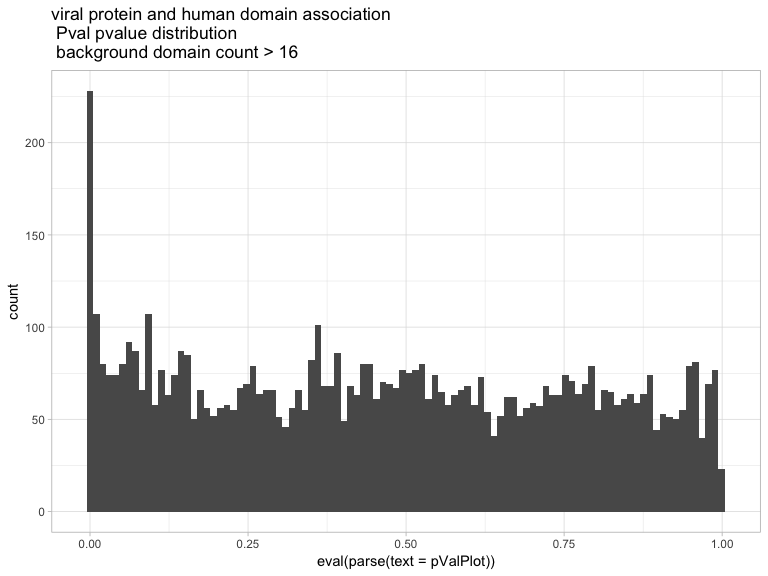 viral protein and human domain association
Pval pvalue distribution
background domain count > 16
200
150
100
50
0
count
0.00 0.25 0.50 0.75 1.00
eval(parse(text = pValPlot))